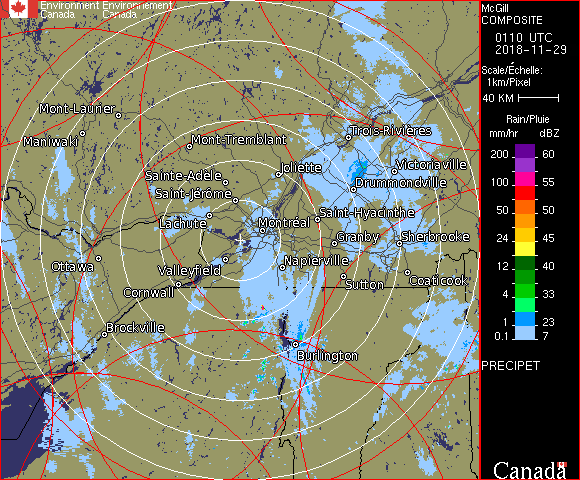 Environment Environnement
Canada Canada
McGill
COMPOSITE
0110 UTC
2018-11-29
Scale/Échelle:
1km/Pixel
40 KM
Rain/Pluie
mm/hr dBZ
200 60
100 55
50 50
24 45
12 40
4 33
1 23
0.1 7
PRECIPET
Canada
Mont-Laurier
Maniwaki
Mont-Tremblant
Trois-Rivières
Joliette
Victoriaville
Sainte-Adèle
Drummondville
Saint-Jérôme
Lachute
Saint-Hyacinthe
Montréal
Granby
Sherbrooke
Ottawa
Valleyfield
Napierville
Sutton
Coaticook
Cornwall
Brockville
Burlington